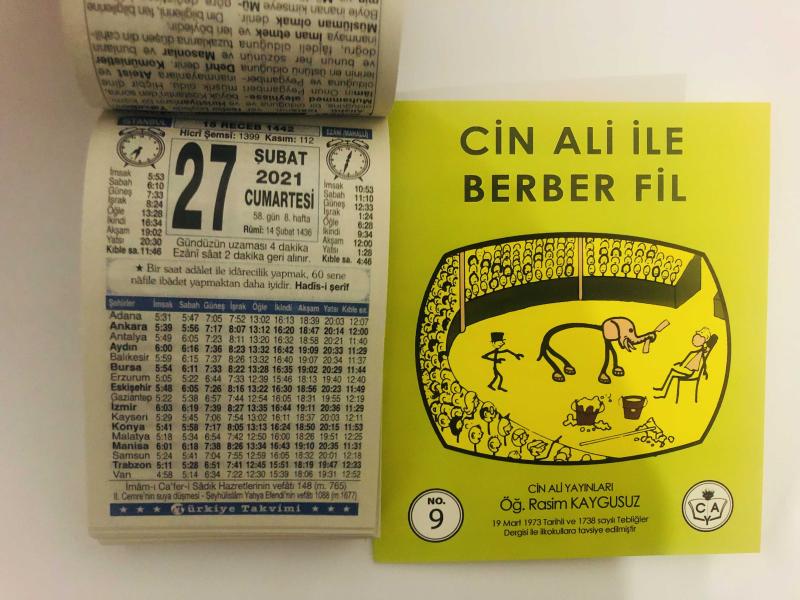 Muhammed aleyhisse-
Müslüman olmak denir.
İSTANBUL
15 RECEB 1442
EZANİ (MAHALLİ)
Hicrî Şemsî: 1399 Kasım: 112
27
ŞUBAT
2021
CUMARTESİ
58. gün 8. hafta
Rûmî: 14 Şubat 1436
İmsak 5:53
Sabah 6:10
Güneş 7:33
İşrak 8:24
Öğle 13:28
İkindi 16:34
Akşam 19:02
Yatsı 20:30
Kıble sa. 11:46
İmsak 10:53
Sabah 11:10
Güneş 12:33
İşrak 1:24
Öğle 6:28
İkindi 9:34
Akşam 12:00
Yatsı 1:28
Kıble sa. 4:46
Gündüzün uzaması 4 dakika
Ezânî sâat 2 dakika geri alınır.
★ Bir saat adâlet ile idârecilik yapmak, 60 sene
nâfile ibâdet yapmaktan daha iyidir. Hadîs-i şerîf
Şehirler İmsak Sabah Güneş İşrak Öğle İkindi Akşam Yatsı Kıble sa.
Adana 5:31 5:47 7:05 7:52 13:02 16:13 18:39 20:03 12:07
Ankara 5:39 5:56 7:17 8:07 13:12 16:20 18:47 20:14 12:00
Antalya 5:49 6:05 7:23 8:11 13:20 16:32 18:58 20:21 11:40
Aydın 6:00 6:16 7:36 8:23 13:32 16:42 19:09 20:33 11:29
Balıkesir 5:59 6:15 7:37 8:26 13:32 16:40 19:07 20:34 11:37
Bursa 5:54 6:11 7:33 8:22 13:28 16:35 19:02 20:29 11:44
Erzurum 5:05 5:22 6:44 7:33 12:39 15:46 18:13 19:40 12:40
Eskişehir 5:48 6:05 7:26 8:16 13:22 16:30 18:56 20:23 11:49
Gaziantep 5:22 5:38 6:57 7:44 12:54 16:05 18:31 19:55 12:19
İzmir 6:03 6:19 7:39 8:27 13:35 16:44 19:11 20:36 11:29
Kayseri 5:29 5:45 7:06 7:54 13:02 16:11 18:37 20:03 12:11
Konya 5:41 5:58 7:17 8:05 13:13 16:24 18:50 20:15 11:53
Malatya 5:18 5:34 6:54 7:42 12:50 16:00 18:26 19:51 12:25
Manisa 6:01 6:18 7:38 8:26 13:34 16:43 19:10 20:35 11:31
Samsun 5:24 5:41 7:04 7:55 12:59 16:05 18:32 20:01 12:18
Trabzon 5:11 5:28 6:51 7:41 12:45 15:51 18:19 19:47 12:33
Van 4:58 5:14 6:34 7:22 12:30 15:39 18:06 19:31 12:52
İmâm-ı Ca'fer-i Sâdık Hazretlerinin vefâtı 148 (m. 765)
II. Cemre'nin suya düşmesi - Şeyhülislâm Yahya Efendi'nin vefâtı 1088 (m.1677)
★ ★ ★ Türkiye Takvimi ★ ★ ★
CİN ALİ İLE
BERBER FİL
CİN ALİ YAYINLARI
Öğ. Rasim KAYGUSUZ
19 Mart 1973 Tarihli ve 1738 sayılı Tebliğler
Dergisi ile ilkokullara tavsiye edilmiştir
NO.
9
C A
Y